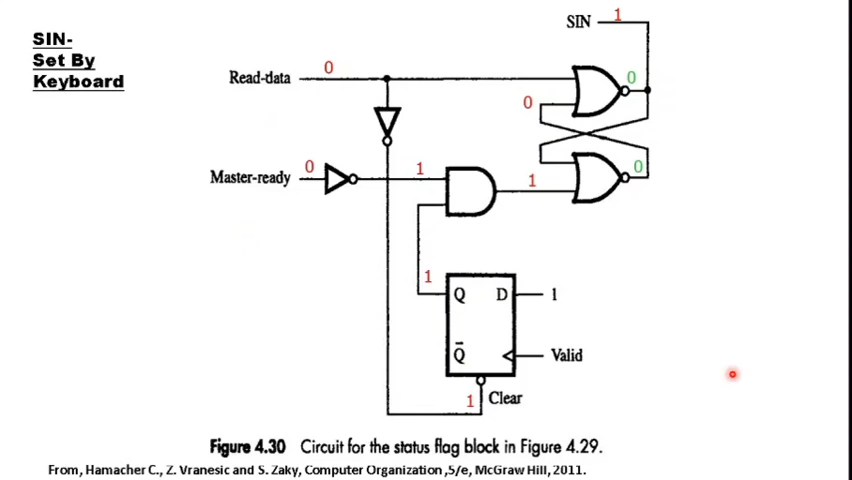 SIN-
Set By
Keyboard
SIN 1
Read-data 0
0
0
Master-ready 0
1
1
0
1
Q D 1
Q̅ Valid
1 Clear
Figure 4.30 Circuit for the status flag block in Figure 4.29.
From, Hamacher C., Z. Vranesic and S. Zaky, Computer Organization ,5/e, McGraw Hill, 2011.